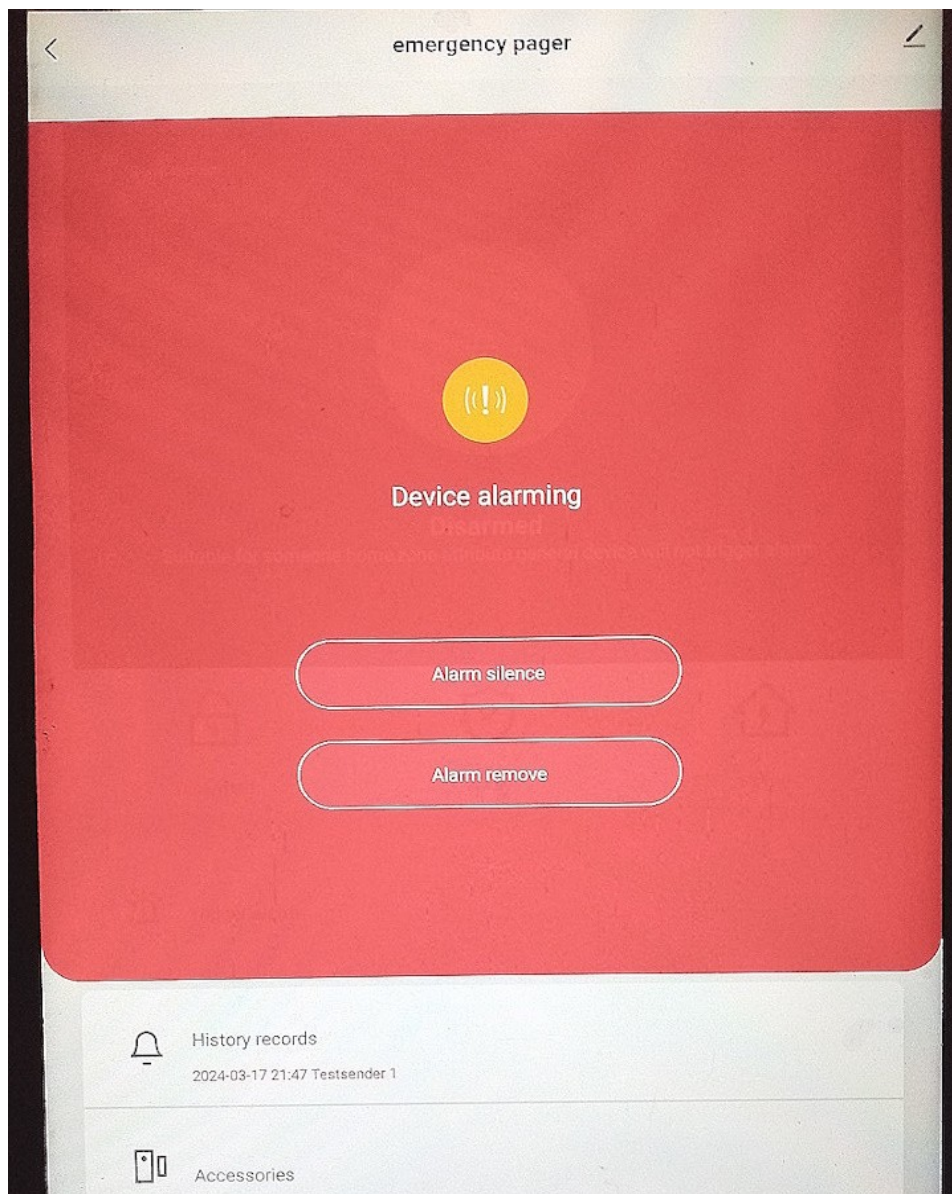 emergency pager
Device alarming
Disarmed
Alarm silence
Alarm remove
History records
2024-03-17 21:47 Testsender 1
Accessories